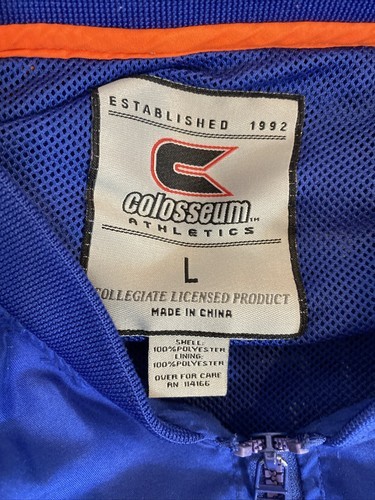 ESTABLISHED 1992
COLOSSEUM™
ATHLETICS
L
COLLEGIATE LICENSED PRODUCT
MADE IN CHINA
SHELL:
100%POLYESTER
LINING:
100%POLYESTER
OVER FOR CARE
RN 114166